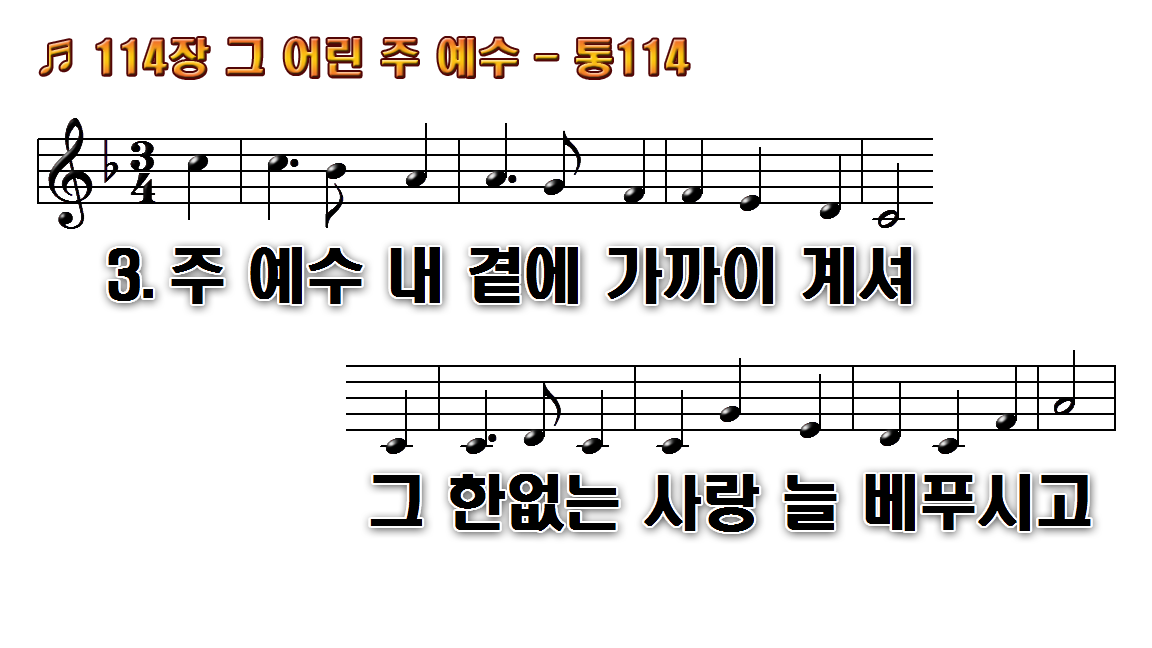 114장 그 어린 주 예수 - 통114
3. 주 예수 내 곁에 가까이 계셔
그 한없는 사랑 늘 베푸시고